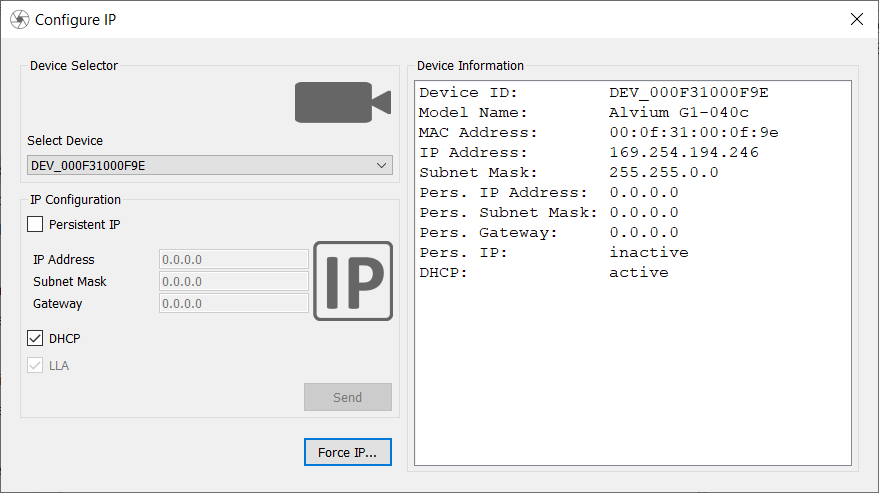 Configure IP
Device Selector
Select Device
DEV_000F31000F9E
IP Configuration
Persistent IP
IP Address 0.0.0.0
Subnet Mask 0.0.0.0
Gateway 0.0.0.0
IP
DHCP
LLA
Send
Force IP...
Device Information
Device ID: DEV_000F31000F9E
Model Name: Alvium G1-040c
MAC Address: 00:0f:31:00:0f:9e
IP Address: 169.254.194.246
Subnet Mask: 255.255.0.0
Pers. IP Address: 0.0.0.0
Pers. Subnet Mask: 0.0.0.0
Pers. Gateway: 0.0.0.0
Pers. IP: inactive
DHCP: active